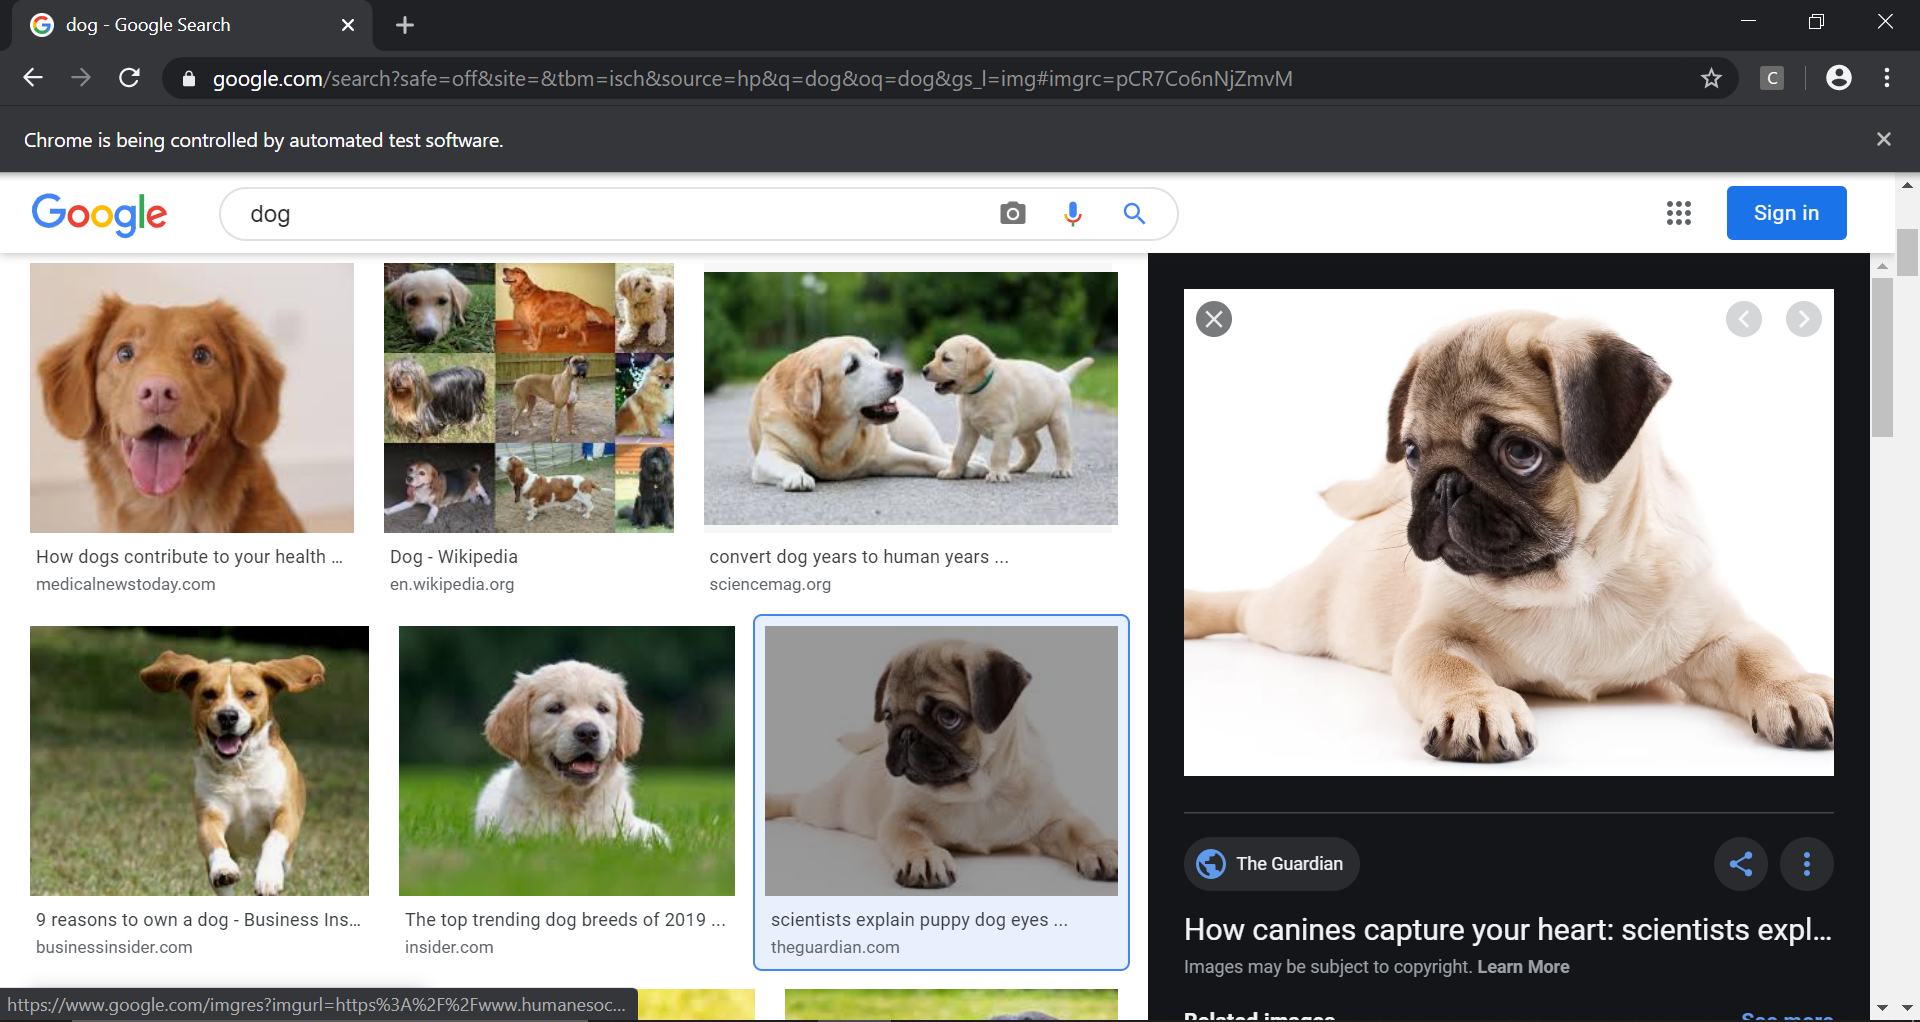 dog - Google Search
google.com/search?safe=off&site=&tbm=isch&source=hp&q=dog&oq=dog&gs_l=img#imgrc=pCR7Co6nNjZmvM
C
Chrome is being controlled by automated test software.
Google
dog
Sign in
How dogs contribute to your health ...
medicalnewstoday.com
Dog - Wikipedia
en.wikipedia.org
convert dog years to human years ...
sciencemag.org
9 reasons to own a dog - Business Ins...
businessinsider.com
The top trending dog breeds of 2019 ...
insider.com
scientists explain puppy dog eyes ...
theguardian.com
The Guardian
How canines capture your heart: scientists expl...
Images may be subject to copyright. Learn More
Related images
See more
https://www.google.com/imgres?imgurl=https%3A%2F%2Fwww.humanesoc...